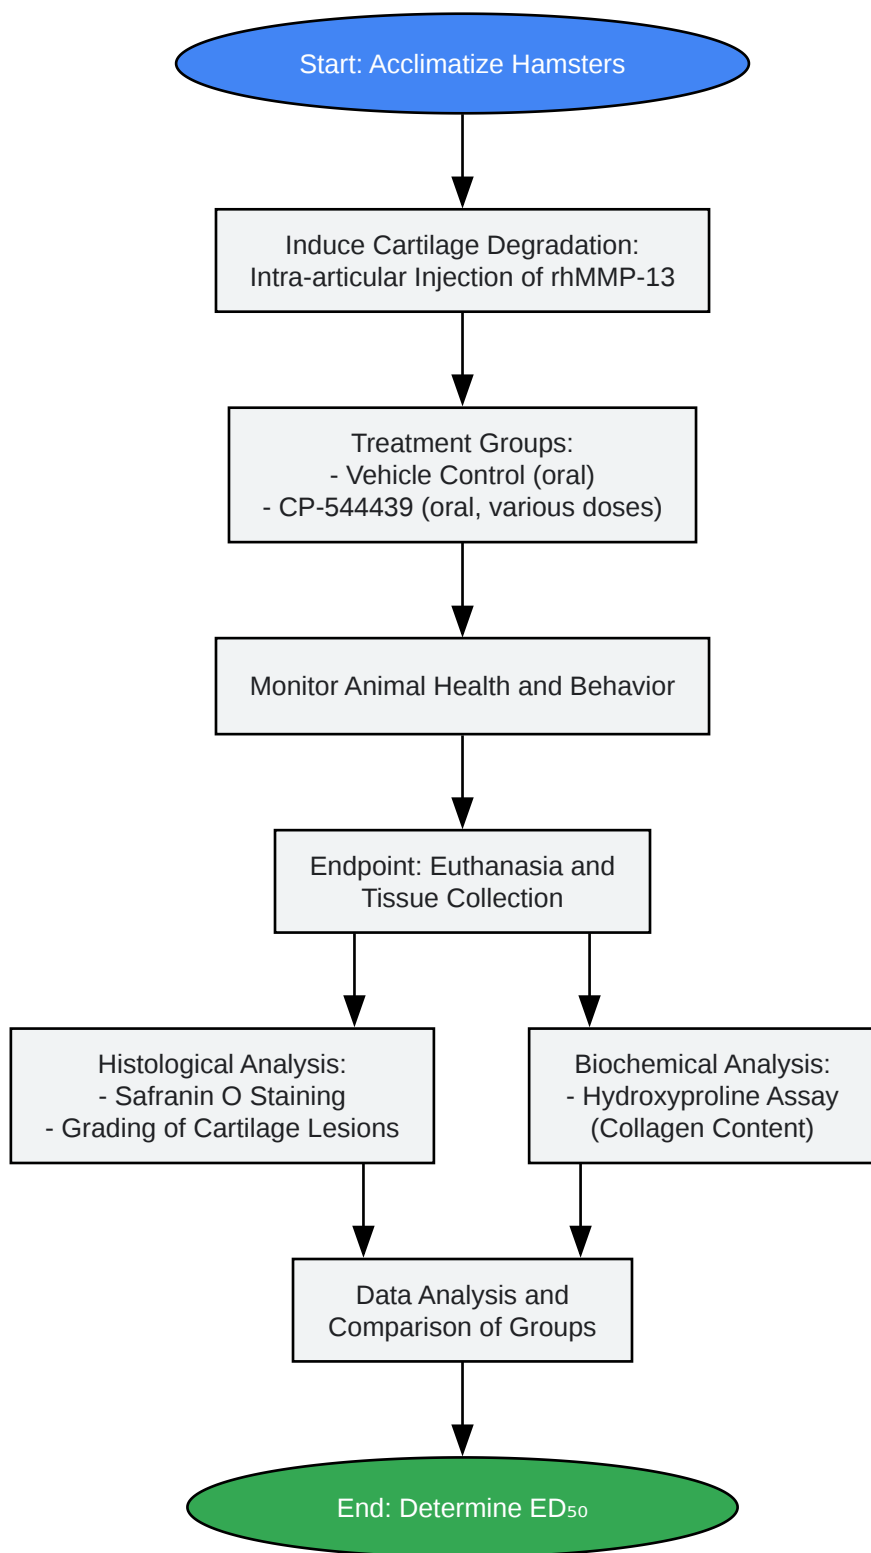 Start: Acclimatize Hamsters
Induce Cartilage Degradation:
Intra-articular Injection of rhMMP-13
Treatment Groups:
- Vehicle Control (oral)
- CP-544439 (oral, various doses)
Monitor Animal Health and Behavior
Endpoint: Euthanasia and
Tissue Collection
Histological Analysis:
- Safranin O Staining
- Grading of Cartilage Lesions
Biochemical Analysis:
- Hydroxyproline Assay
(Collagen Content)
Data Analysis and
Comparison of Groups
End: Determine ED₅₀